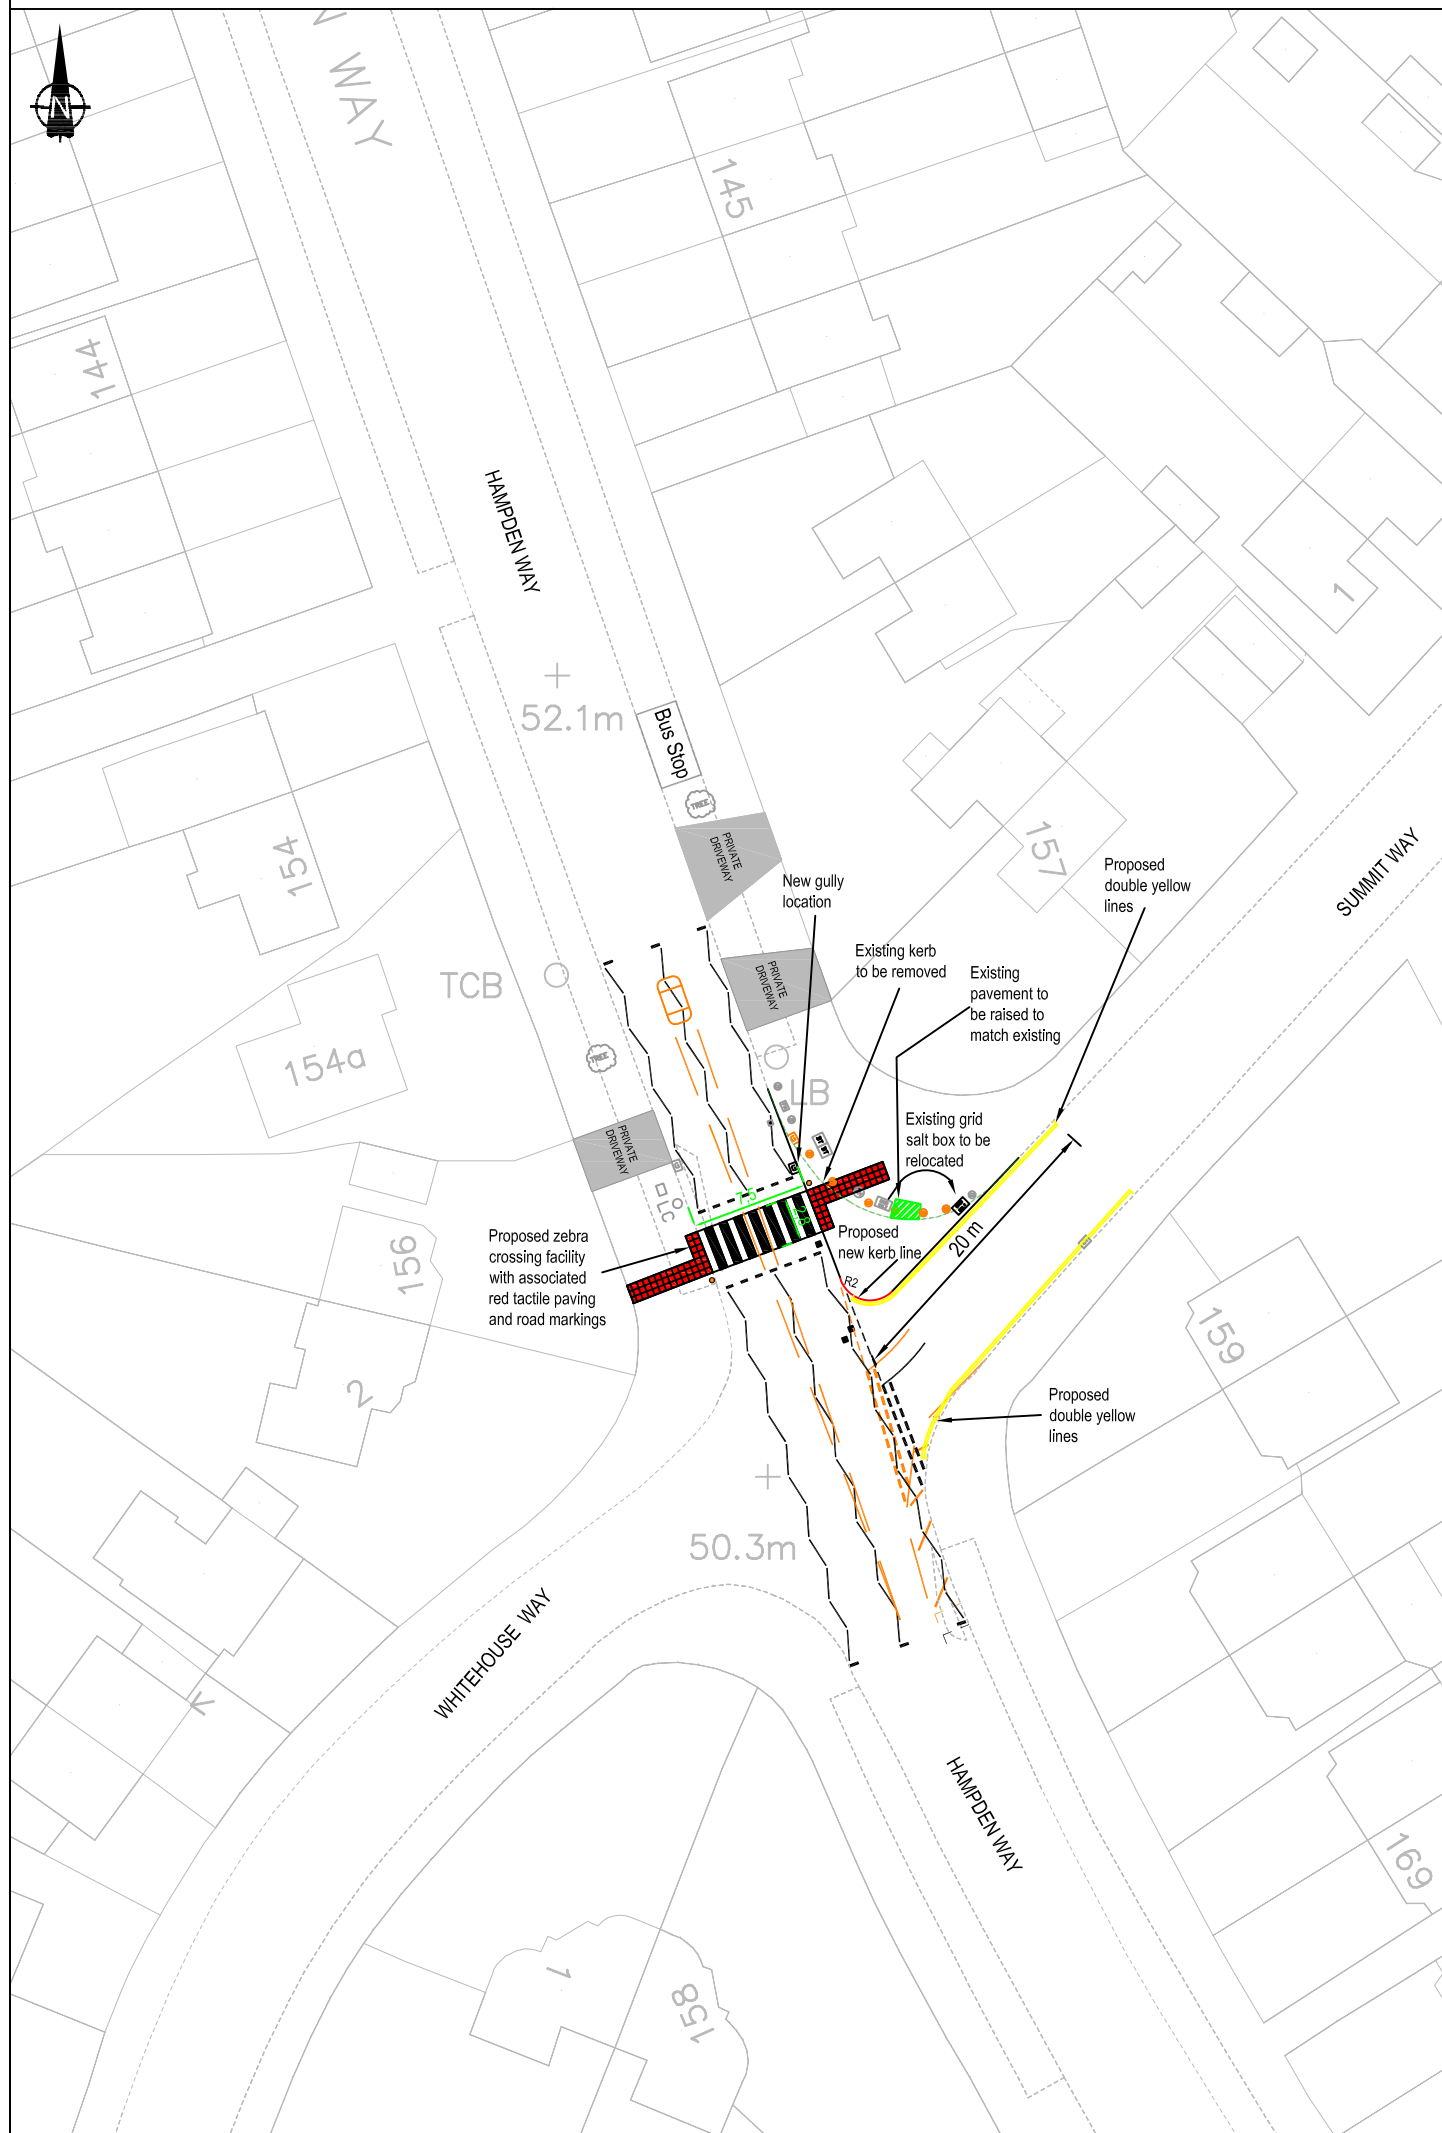 N WAY
N
145
144
HAMPDEN WAY
1
52.1m
Bus Stop
TREE
PRIVATE
DRIVEWAY
154
157
SUMMIT WAY
Proposed
double yellow
lines
New gully
location
Existing kerb
to be removed
Existing
pavement to
be raised to
match existing
TCB
PRIVATE
DRIVEWAY
154a
TREE
LB
Existing grid
salt box to be
relocated
PRIVATE
DRIVEWAY
LC
7.5
2.8
Proposed zebra
crossing facility
with associated
red tactile paving
and road markings
Proposed
new kerb line
R2
20 m
156
2
159
Proposed
double yellow
lines
50.3m
WHITEHOUSE WAY
HAMPDEN WAY
169
1
158